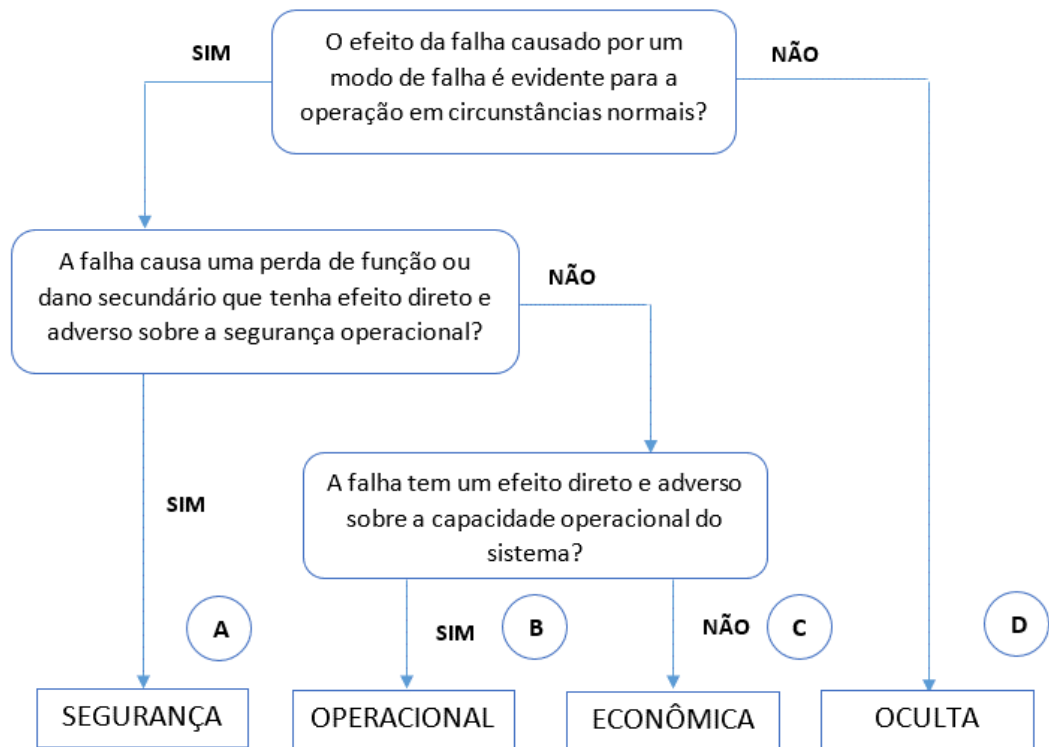 O efeito da falha causado por um
modo de falha é evidente para a
operação em circunstâncias normais?
SIM
NÃO
A falha causa uma perda de função ou
dano secundário que tenha efeito direto e
adverso sobre a segurança operacional?
NÃO
SIM
A falha tem um efeito direto e adverso
sobre a capacidade operacional do
sistema?
A
SIM
B
NÃO
C
D
SEGURANÇA
OPERACIONAL
ECONÔMICA
OCULTA